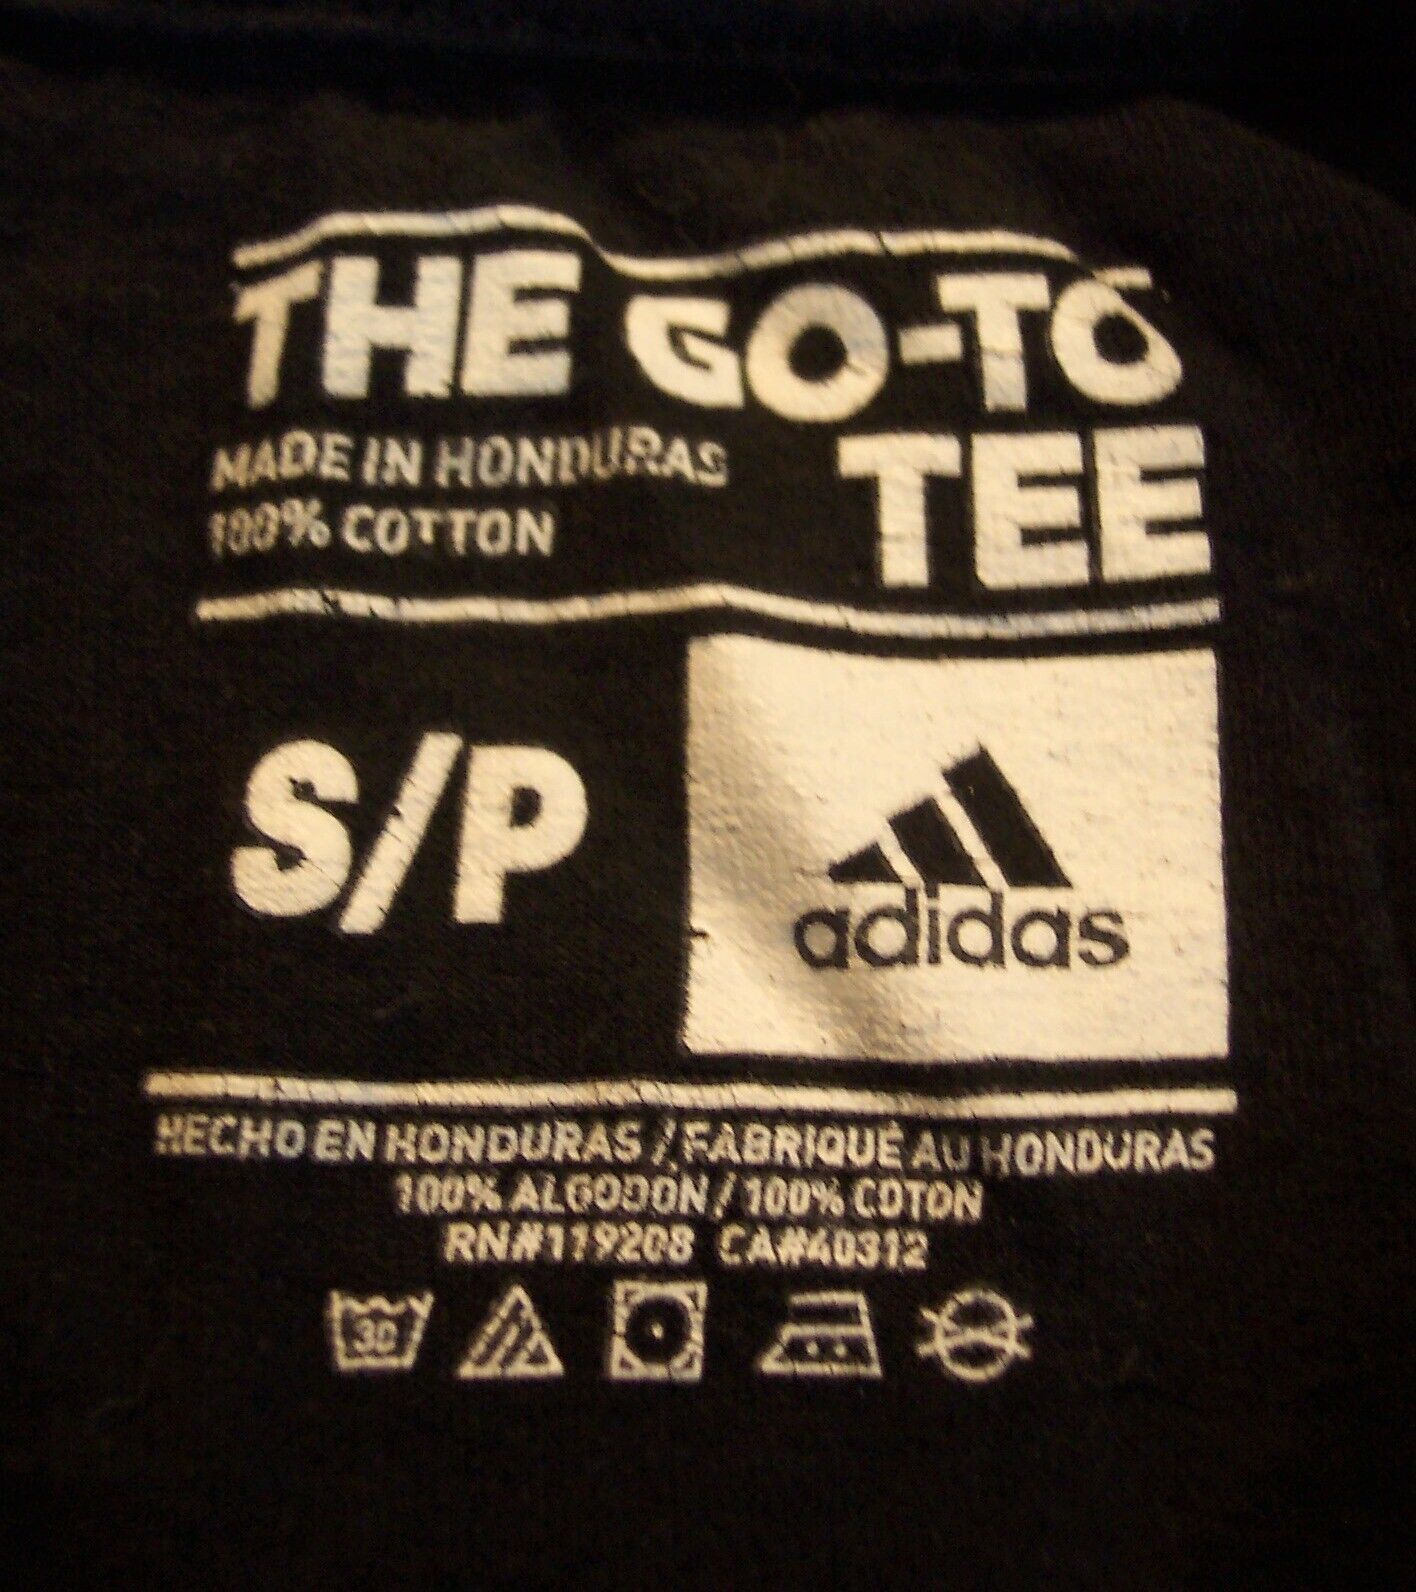 THE GO-TO
TEE
MADE IN HONDURAS
100% COTTON
S/P
adidas
HECHO EN HONDURAS / FABRIQUÉ AU HONDURAS
100% ALGODON / 100% COTON
RN#119208 CA#40312
30